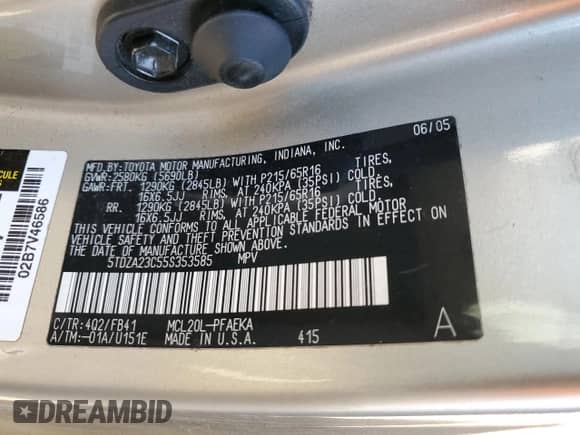 06/05
MFD.BY:TOYOTA MOTOR MANUFACTURING, INDIANA, INC.
GVWR:2580KG (5690LB)
GAWR:FRT. 1290KG (2845LB) WITH P215/65R16 TIRES,
16X6.5JJ RIMS, AT 240KPA (35PSI) COLD.
RR. 1290KG (2845LB) WITH P215/65R16 TIRES,
16X6.5JJ RIMS, AT 240KPA (35PSI) COLD.
THIS VEHICLE CONFORMS TO ALL APPLICABLE FEDERAL MOTOR
VEHICLE SAFETY STANDARDS IN EFFECT ON THE DATE
OF MANUFACTURE SHOWN ABOVE.
5TDZA23C55S353585 MPV
C/TR:4Q2/FB41 MCL20L-PFAEKA
A/TM:-01A/U151E MADE IN U.S.A. 415
A
02B7V46586
DREAMBID